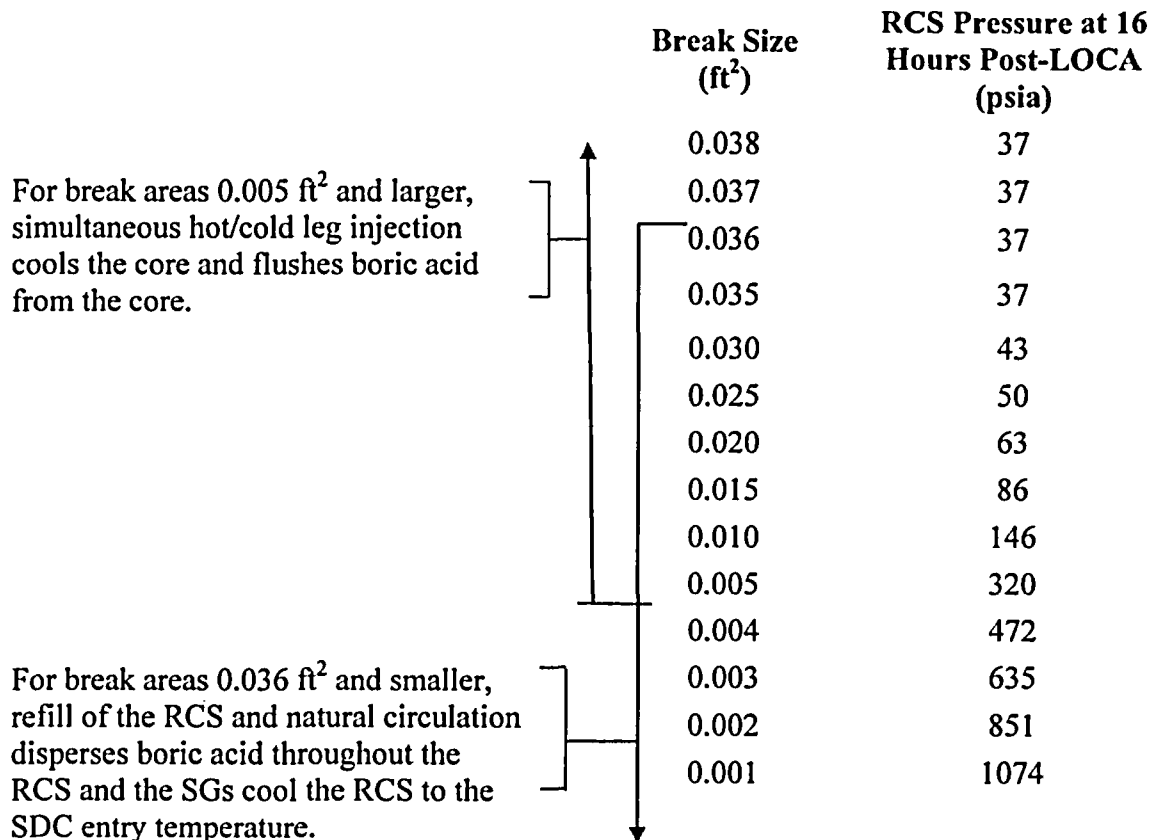 Break Size
(ft²)
RCS Pressure at 16
Hours Post-LOCA
(psia)
0.038 37
0.037 37
0.036 37
0.035 37
0.030 43
0.025 50
0.020 63
0.015 86
0.010 146
0.005 320
0.004 472
0.003 635
0.002 851
0.001 1074
For break areas 0.005 ft² and larger,
simultaneous hot/cold leg injection
cools the core and flushes boric acid
from the core.
For break areas 0.036 ft² and smaller,
refill of the RCS and natural circulation
disperses boric acid throughout the
RCS and the SGs cool the RCS to the
SDC entry temperature.